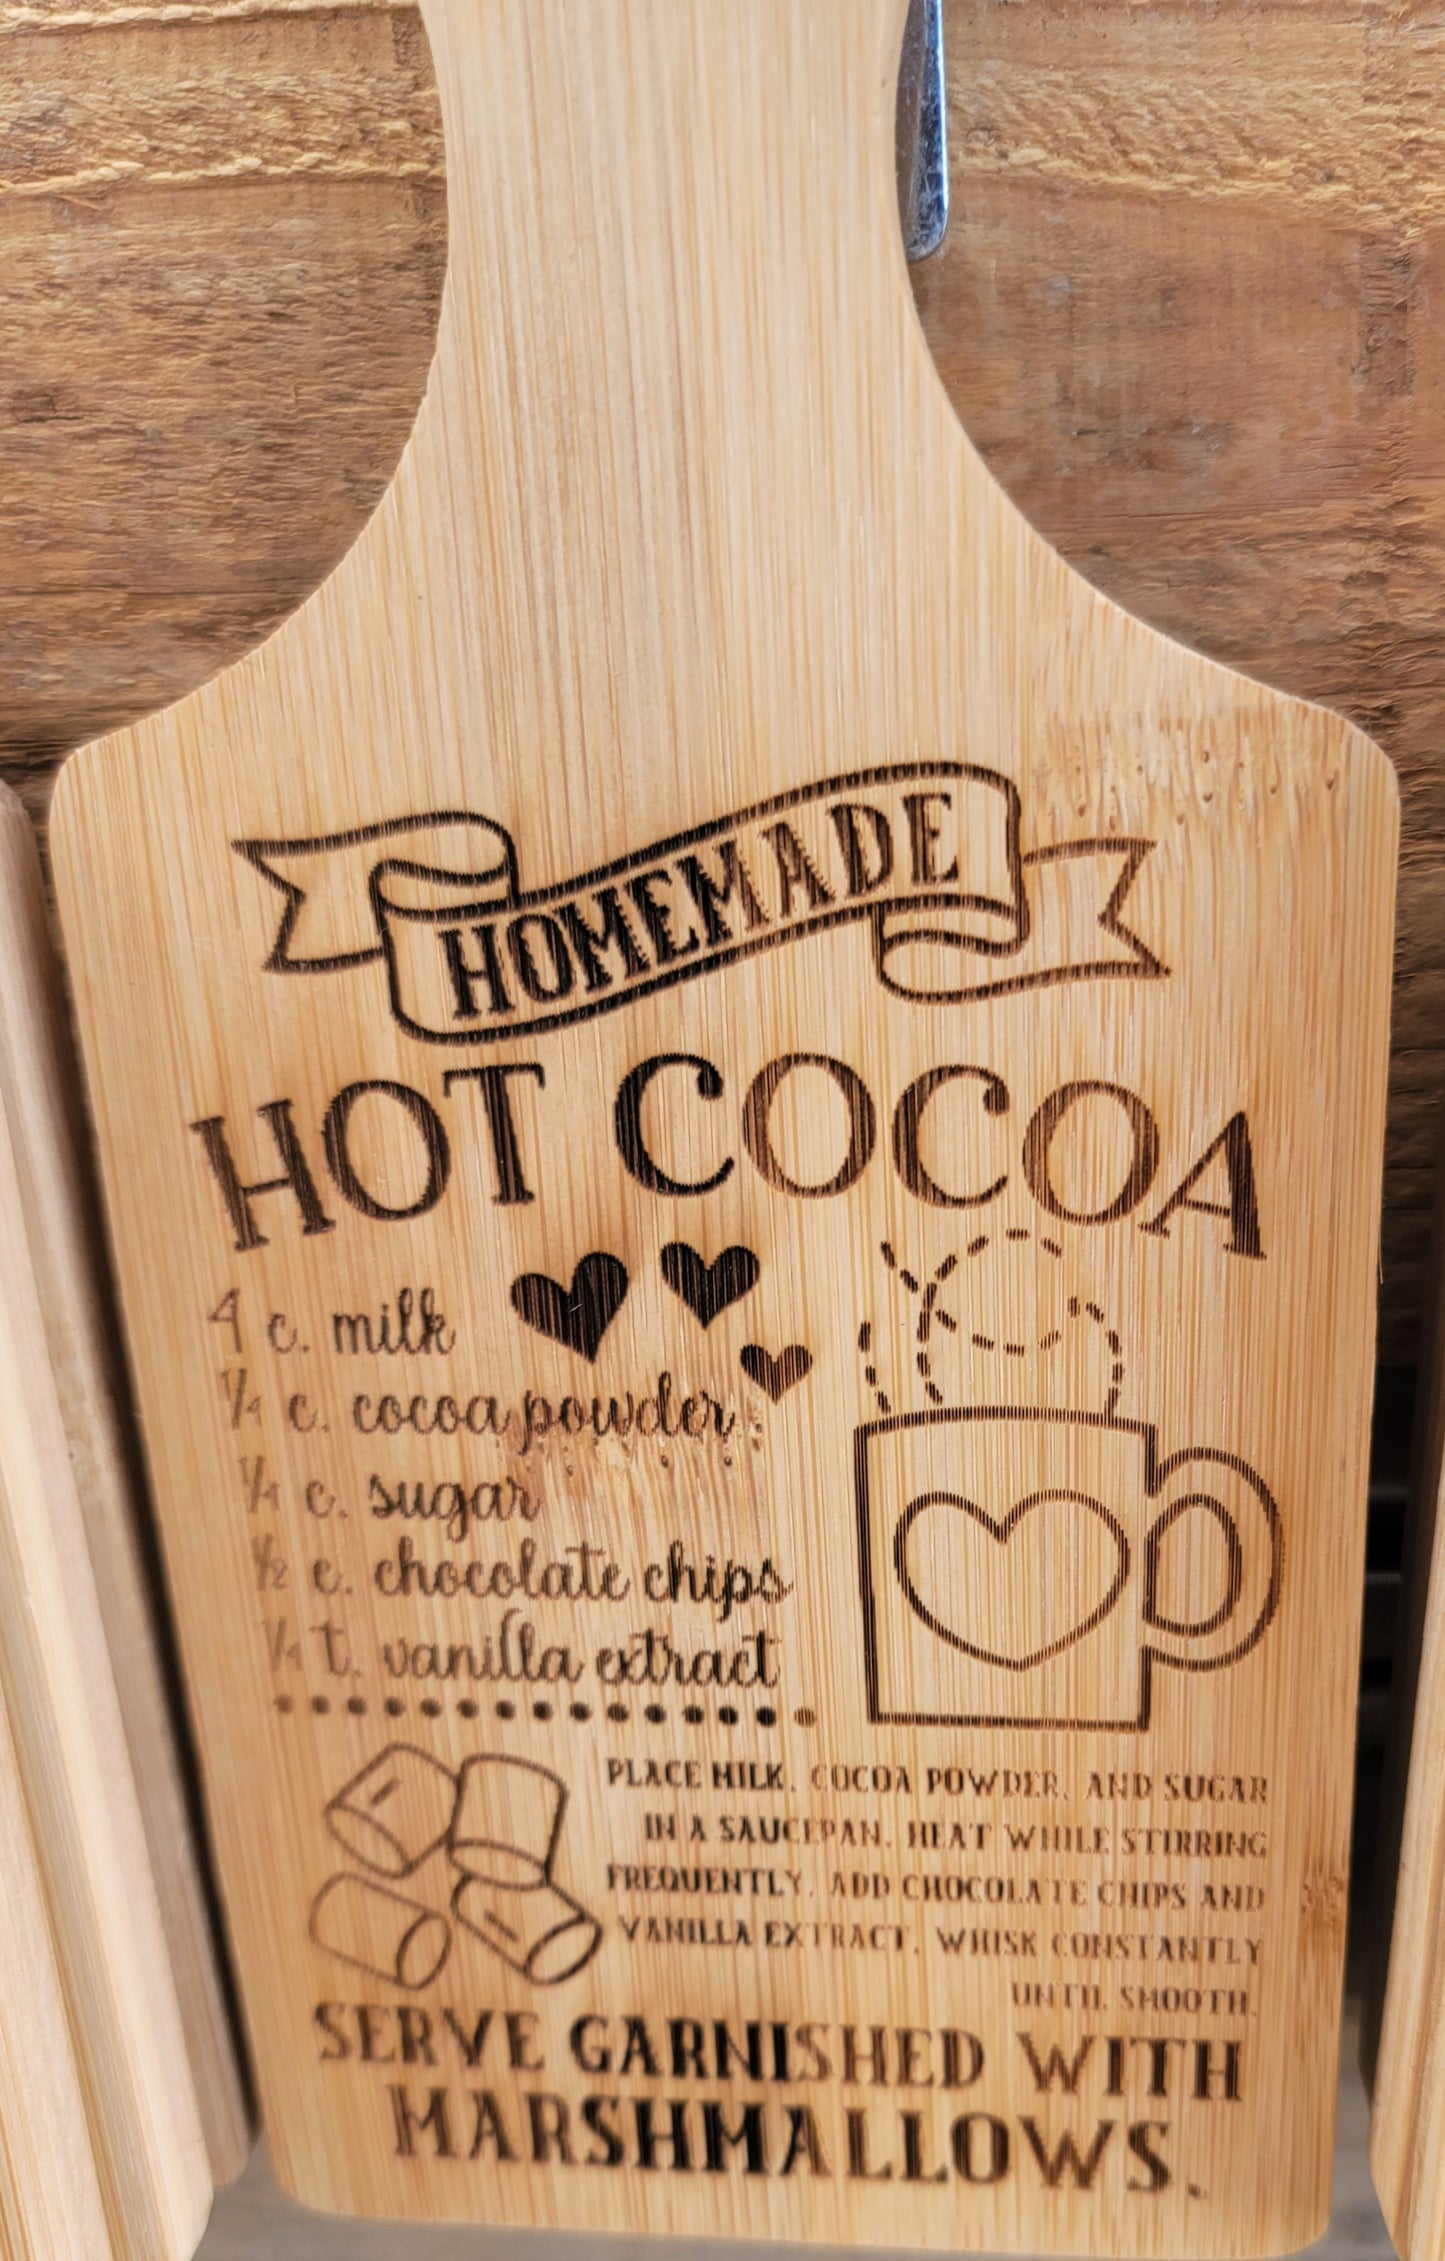 HOMEMADE
HOT COCOA
4 c. milk
1/4 c. cocoa powder
1/4 c. sugar
1/2 c. chocolate chips
1/4 t. vanilla extract
PLACE MILK, COCOA POWDER, AND SUGAR
IN A SAUCEPAN. HEAT WHILE STIRRING
FREQUENTLY, ADD CHOCOLATE CHIPS AND
VANILLA EXTRACT, WHISK CONSTANTLY
UNTIL SMOOTH.
SERVE GARNISHED WITH
MARSHMALLOWS.